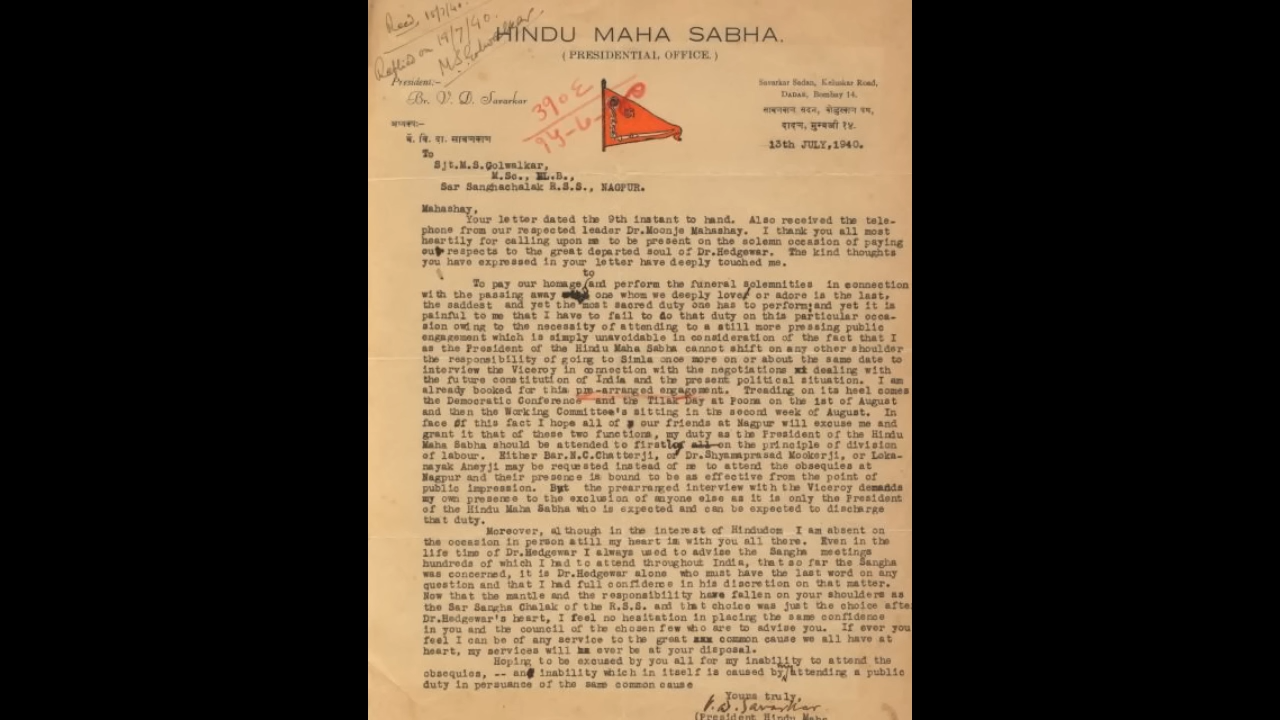 Recd. 15/7/40.
Replied on 19/7/40.
M.S. Golwalkar.
HINDU MAHA SABHA.
( PRESIDENTIAL OFFICE. )
President:-
Br. V. D. Savarkar
Savarkar Sadan, Keluskar Road,
DADAR, Bombay 14.
13th JULY,1940.
To
Sjt.M.S.Golwalkar,
M.Sc., LL.B.,
Sar Sanghachalak R.S.S., NAGPUR.
Mahashay,
Your letter dated the 9th instant to hand. Also received the tele-
phone from our respected leader Dr.Moonje Mahashay. I thank you all most
heartily for calling upon me to be present on the solemn occasion of paying
our respects to the great departed soul of Dr.Hedgewar. The kind thoughts
you have expressed in your letter have deeply touched me.
to
To pay our homage and perform the funeral solemnities in connection
with the passing away one whom we deeply love or adore is the last,
the saddest and yet the most sacred duty one has to perform;and yet it is
painful to me that I have to fail to do that duty on this particular occa-
sion owing to the necessity of attending to a still more pressing public
engagement which is simply unavoidable in consideration of the fact that I
as the President of the Hindu Maha Sabha cannot shift on any other shoulder
the responsibility of going to Simla once more on or about the same date to
interview the Viceroy in connection with the negotiations dealing with
the future constitution of India and the present political situation. I am
already booked for this pre-arranged engagement. Treading on its heel comes
the Democratic Conference and the Tilak Day at Poona on the 1st of August
and then the Working Committee's sitting in the second week of August. In
face of this fact I hope all of our friends at Nagpur will excuse me and
grant it that of these two functions, my duty as the President of the Hindu
Maha Sabha should be attended to firstly all on the principle of division
of labour. Either Bar.N.C.Chatterji, or Dr.Shyamaprasad Mookerji, or Loka-
nayak Aneyji may be requested instead of me to attend the obsequies at
Nagpur and their presence is bound to be as effective from the point of
public impression. But the prearranged interview with the Viceroy demands
my own presence to the exclusion of anyone else as it is only the President
of the Hindu Maha Sabha who is expected and can be expected to discharge
that duty.
Moreover, although in the interest of Hindudom I am absent on
the occasion in person still my heart is with you all there. Even in the
life time of Dr.Hedgewar I always used to advise the Sangha meetings
hundreds of which I had to attend throughout India, that so far the Sangha
was concerned, it is Dr.Hedgewar alone who must have the last word on any
question and that I had full confidence in his discretion on that matter.
Now that the mantle and the responsibility have fallen on your shoulders as
the Sar Sangha Chalak of the R.S.S. and that choice was just the choice afte
Dr.Hedgewar's heart, I feel no hesitation in placing the same confidence
in you and the council of the chosen few who are to advise you. If ever you
feel I can be of any service to the great xxx common cause we all have at
heart, my services will be ever be at your disposal.
Hoping to be excused by you all for my inability to attend the
obsequies, -- and inability which in itself is caused by my attending a public
duty in persuance of the same common cause
Yours truly,
V.D. Savarkar
(President Hindu Maha